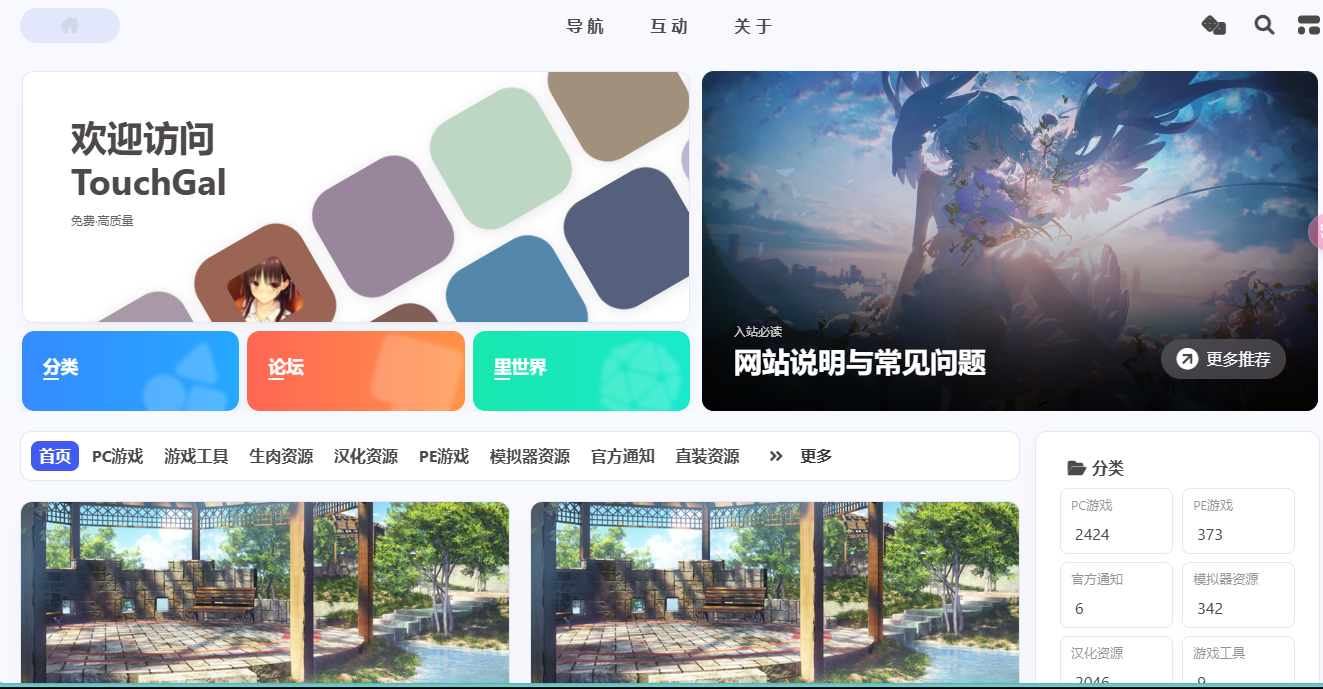 导航 互动 关于
欢迎访问
TouchGal
免费·高质量
入站必读
网站说明与常见问题
更多推荐
分类 论坛 里世界
首页 PC游戏 游戏工具 生肉资源 汉化资源 PE游戏 模拟器资源 官方通知 直装资源 更多
分类
PC游戏 PE游戏
2424 373
官方通知 模拟器资源
6 342
汉化资源 游戏工具
2046 9